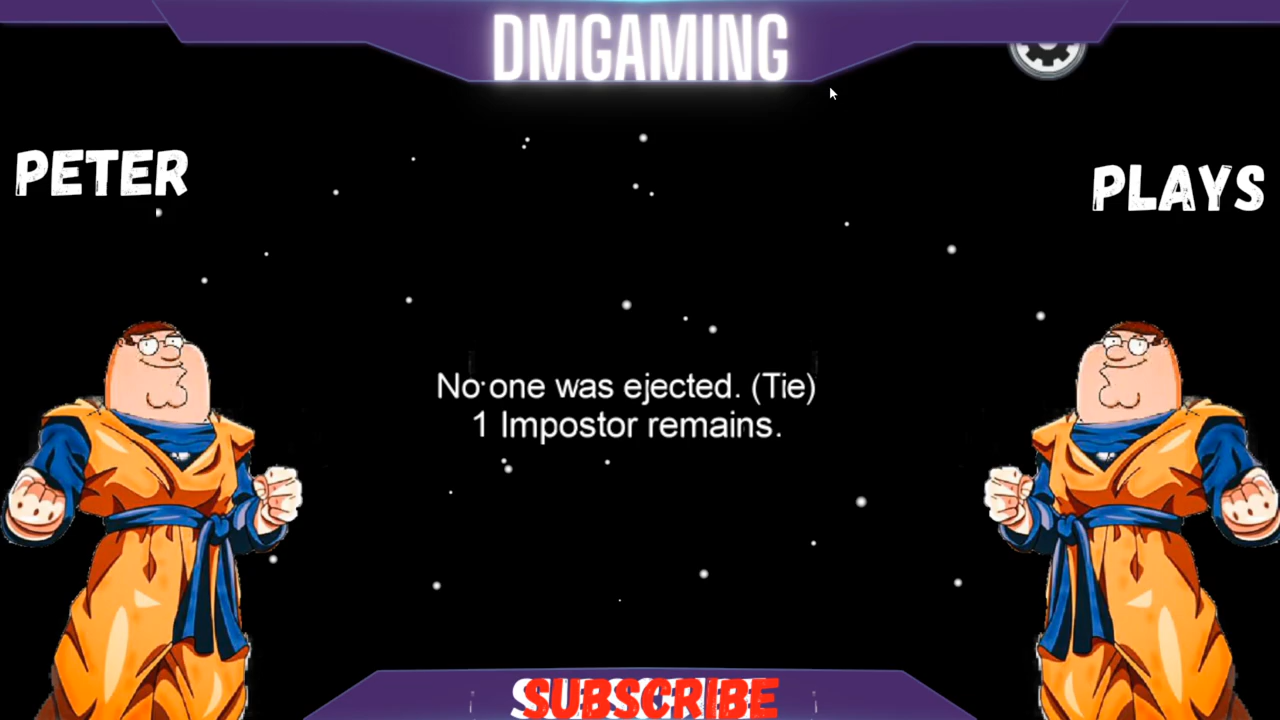 DMGAMING
PETER
PLAYS
No one was ejected. (Tie)
1 Impostor remains.
SUBSCRIBE